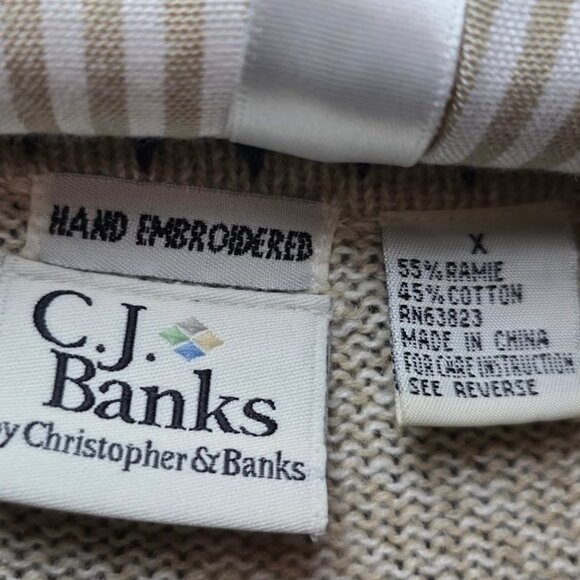 HAND EMBROIDERED
C.J.
Banks
by Christopher & Banks
X
55% RAMIE
45% COTTON
RN63823
MADE IN CHINA
FOR CARE INSTRUCTION
SEE REVERSE